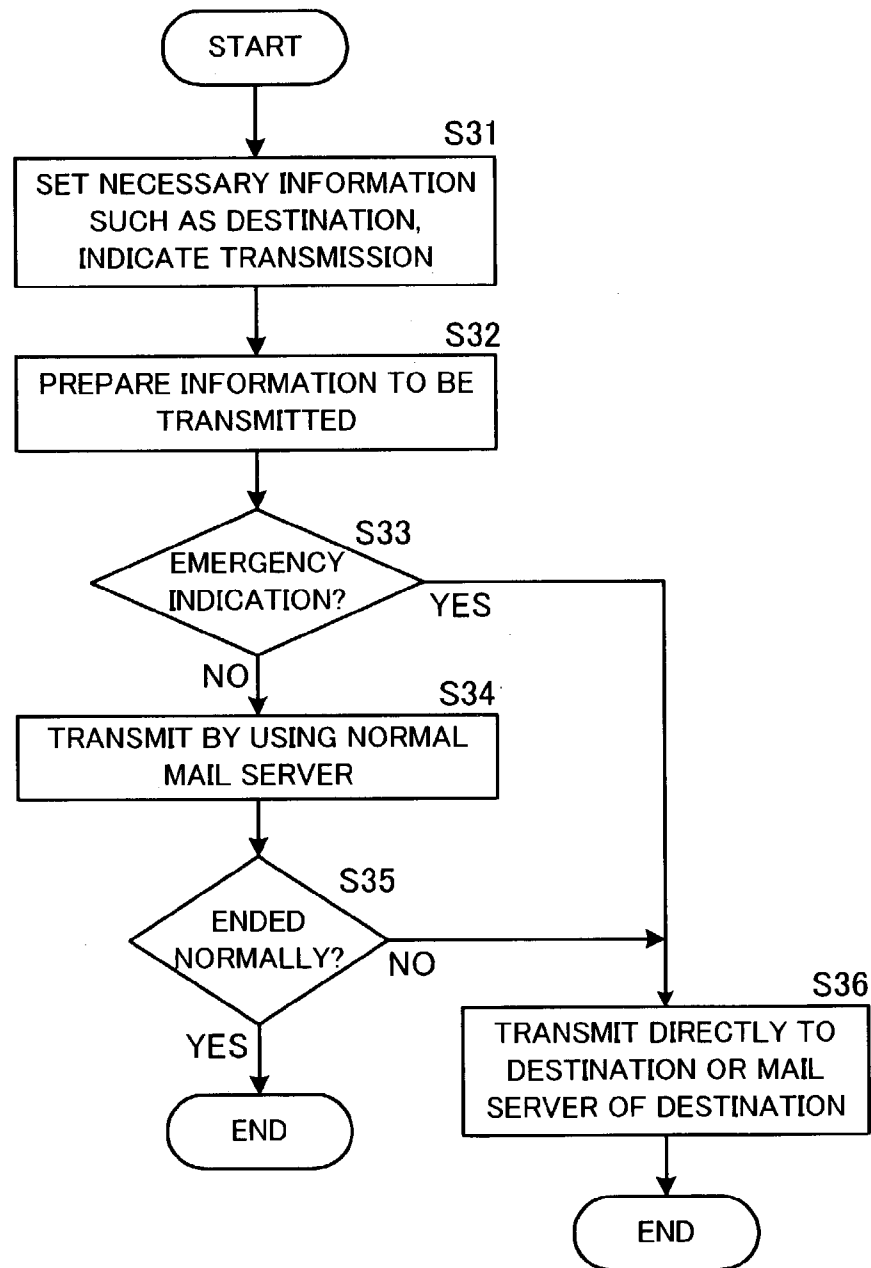 START
S31
SET NECESSARY INFORMATION
SUCH AS DESTINATION,
INDICATE TRANSMISSION
S32
PREPARE INFORMATION TO BE
TRANSMITTED
S33
EMERGENCY
INDICATION?
YES
NO
S34
TRANSMIT BY USING NORMAL
MAIL SERVER
S35
ENDED
NORMALLY?
NO
YES
END
S36
TRANSMIT DIRECTLY TO
DESTINATION OR MAIL
SERVER OF DESTINATION
END